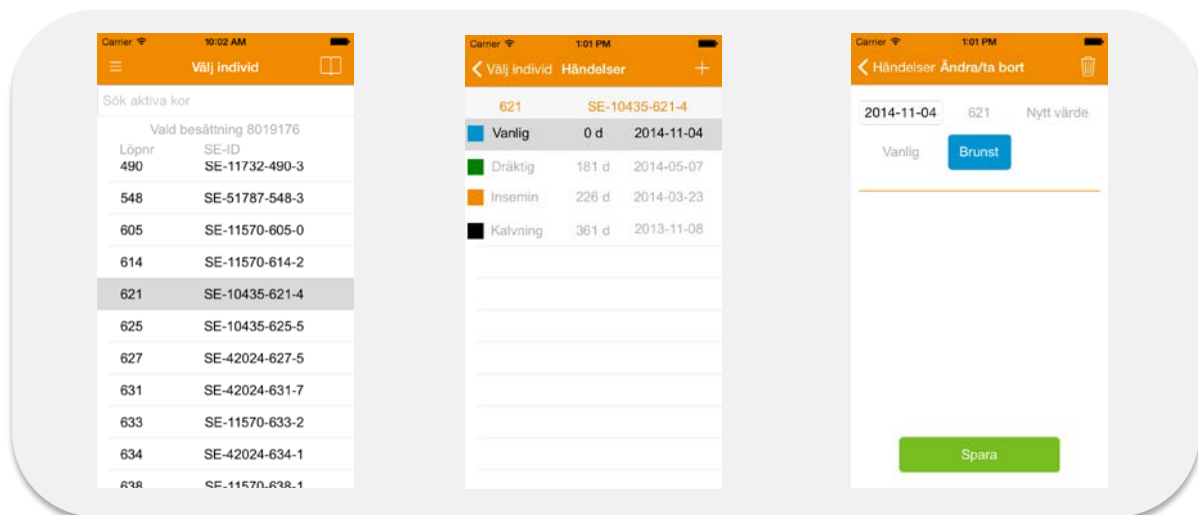 Carrier 10:02 AM
Välj individ
Sök aktiva kor
Vald besättning 8019176
Löpnr SE-ID
490 SE-11732-490-3
548 SE-51787-548-3
605 SE-11570-605-0
614 SE-11570-614-2
621 SE-10435-621-4
625 SE-10435-625-5
627 SE-42024-627-5
631 SE-42024-631-7
633 SE-11570-633-2
634 SE-42024-634-1
638 SE-11570-638-1
Carrier 1:01 PM
Välj individ Händelser
621 SE-10435-621-4
Vanlig 0 d 2014-11-04
Dräktig 181 d 2014-05-07
Insemin 226 d 2014-03-23
Kalvning 361 d 2013-11-08
Carrier 1:01 PM
Händelser Ändra/ta bort
2014-11-04 621 Nytt värde
Vanlig Brunst
Spara